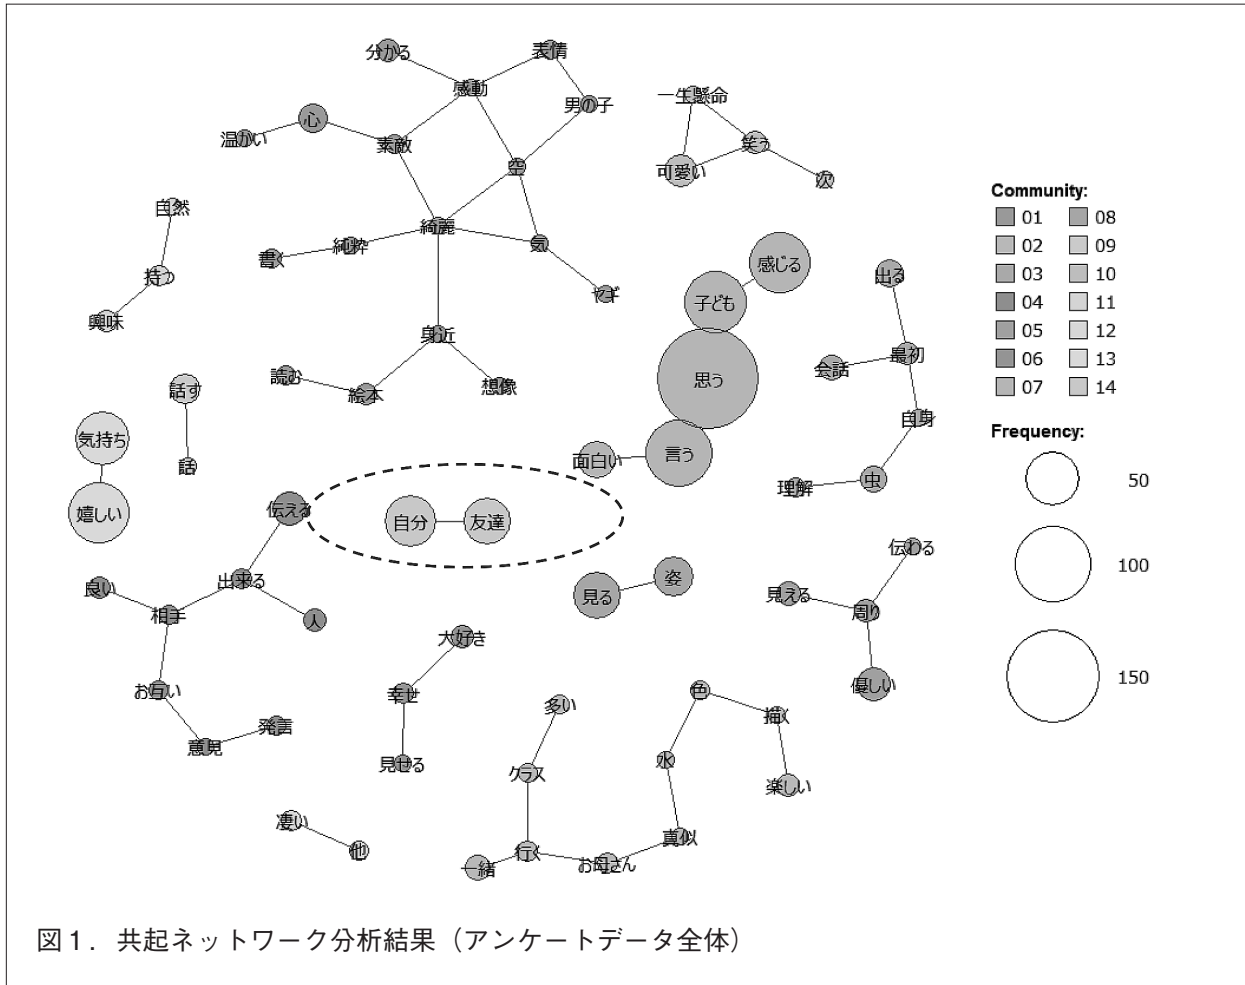 分かる
表情
感動
男の子
心
温かい
素敵
空
綺麗
純粋
書く
気
ヤギ
身近
読む
絵本
想像
一生懸命
笑う
可愛い
次
自然
持つ
興味
話す
話
気持ち
嬉しい
感じる
子ども
思う
言う
面白い
出る
最初
会話
自身
虫
理解
伝える
出来る
良い
相手
人
お互い
意見
発言
自分
友達
見る
姿
伝わる
見える
周り
優しい
大好き
幸せ
見せる
多い
クラス
行く
一緒
お母さん
真似
水
色
描く
楽しい
凄い
他
Community:
01 08
02 09
03 10
04 11
05 12
06 13
07 14
Frequency:
50
100
150
図1. 共起ネットワーク分析結果（アンケートデータ全体）